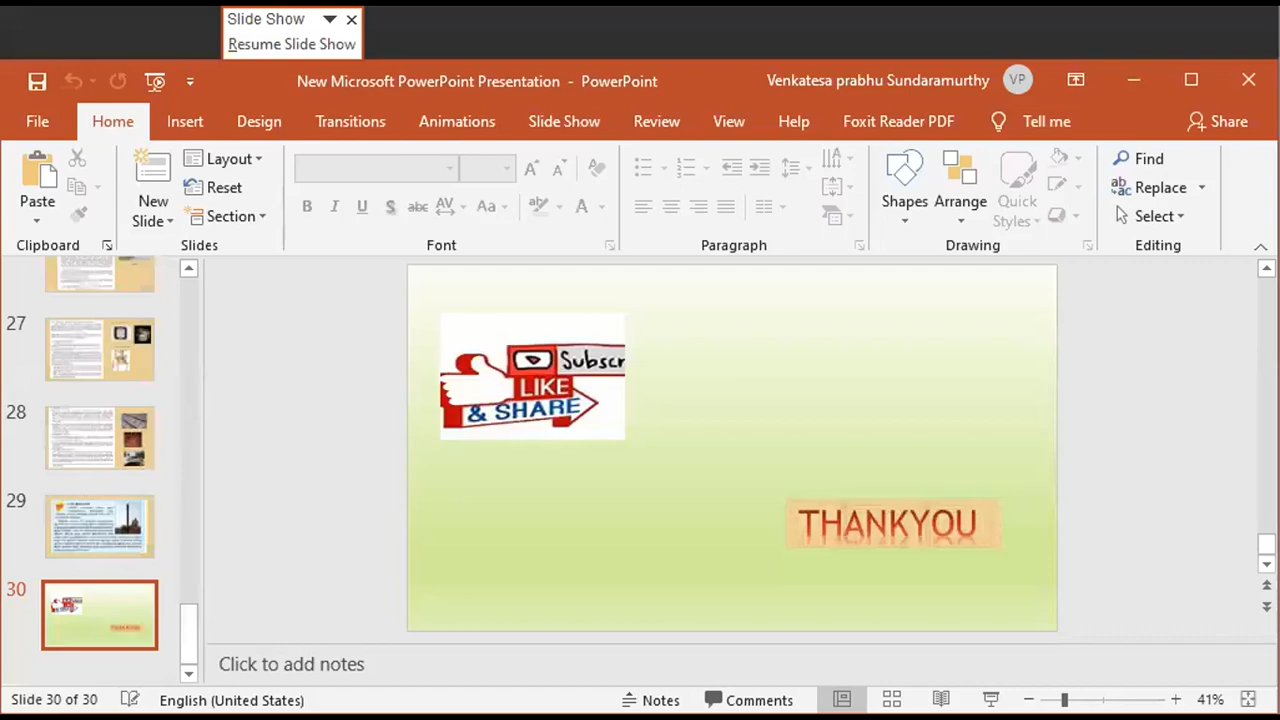 Slide Show
Resume Slide Show
New Microsoft PowerPoint Presentation - PowerPoint
Venkatesa prabhu Sundaramurthy
VP
File
Home
Insert
Design
Transitions
Animations
Slide Show
Review
View
Help
Foxit Reader PDF
Tell me
Share
Paste
New
Slide
Layout
Reset
Section
B I U S abc AV Aa A
Shapes
Arrange
Quick
Styles
Find
Replace
Select
Clipboard
Slides
Font
Paragraph
Drawing
Editing
27
28
29
30
Subscr
LIKE
& SHARE
THANKYOU
Click to add notes
Slide 30 of 30
English (United States)
Notes
Comments
41%